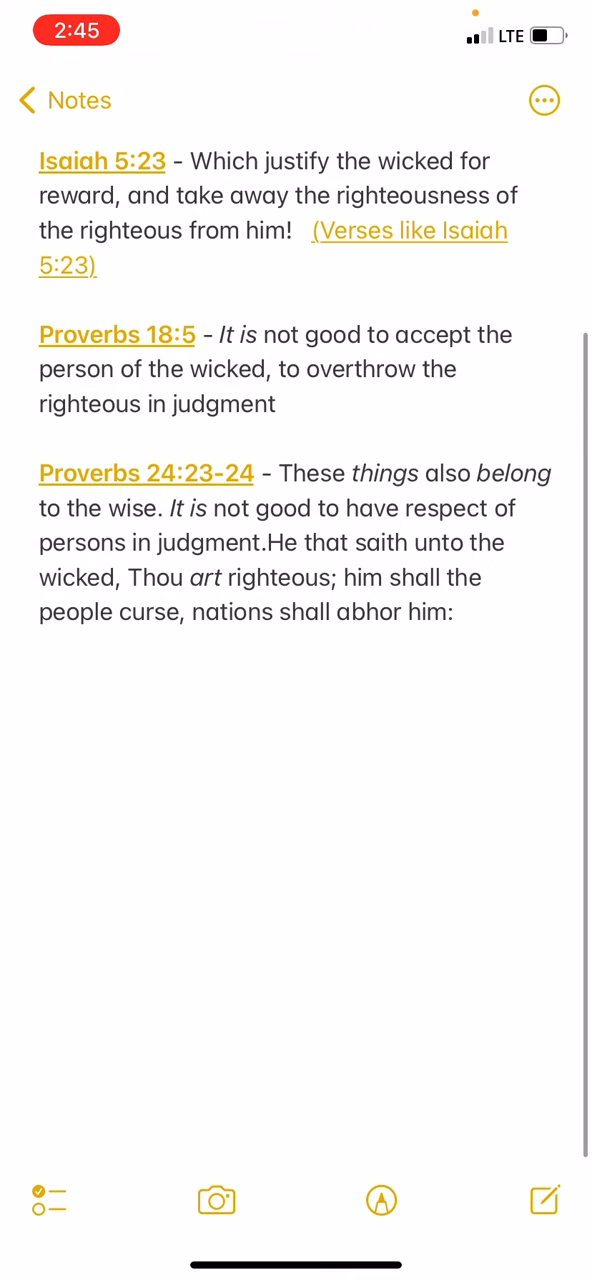 2:45
LTE
Notes
Isaiah 5:23 - Which justify the wicked for
reward, and take away the righteousness of
the righteous from him!   (Verses like Isaiah
5:23)
Proverbs 18:5 - It is not good to accept the
person of the wicked, to overthrow the
righteous in judgment
Proverbs 24:23-24 - These things also belong
to the wise. It is not good to have respect of
persons in judgment.He that saith unto the
wicked, Thou art righteous; him shall the
people curse, nations shall abhor him: